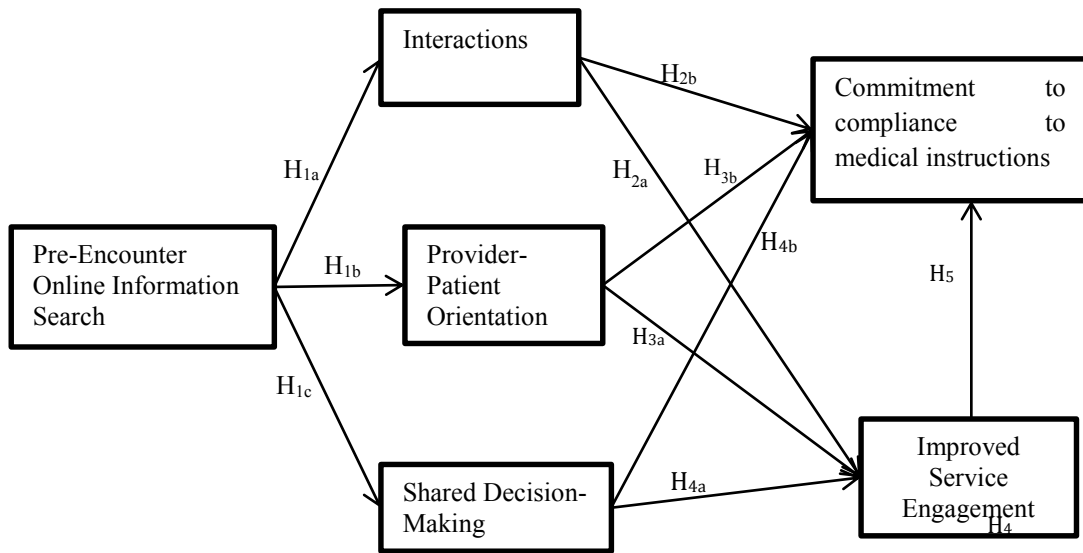 Interactions
H2b
Commitment to
compliance to
medical instructions
H1a
H2a
H3b
Pre-Encounter
Online Information
Search
H1b
Provider-
Patient
Orientation
H4b
H5
H3a
H1c
Shared Decision-
Making
H4a
Improved
Service
Engagement
H4